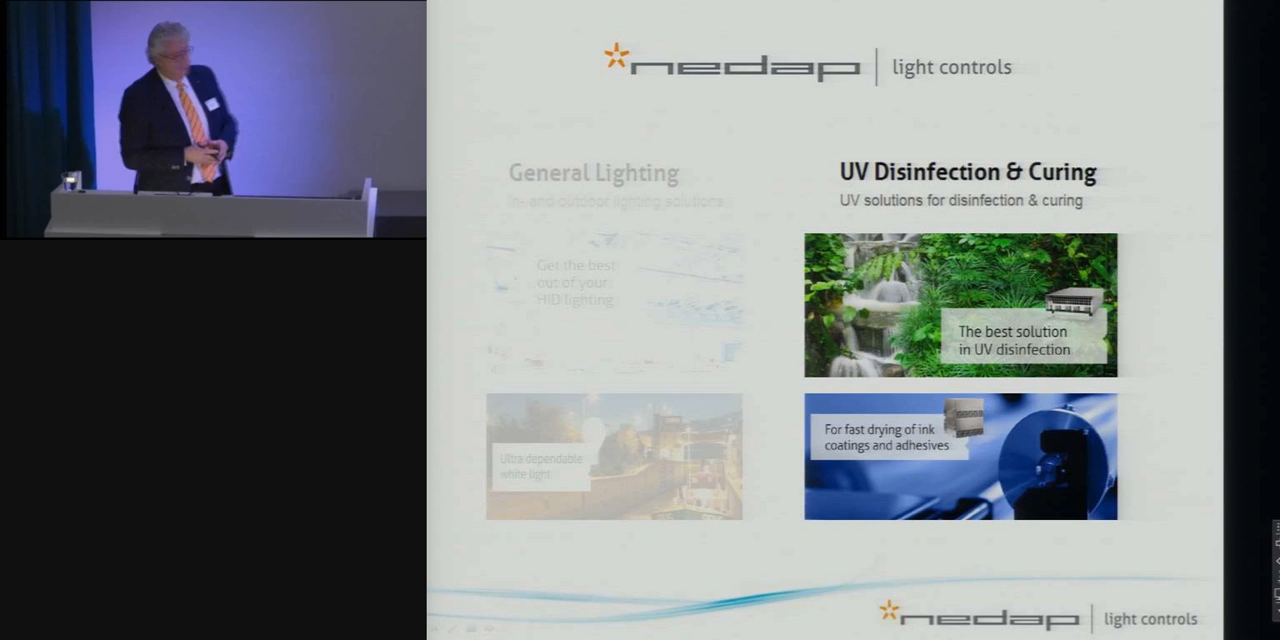 nedap light controls
General Lighting
In- and outdoor lighting solutions
Get the best
out of your
HID lighting
Ultra dependable
white light
UV Disinfection & Curing
UV solutions for disinfection & curing
The best solution
in UV disinfection
For fast drying of ink
coatings and adhesives
nedap light controls